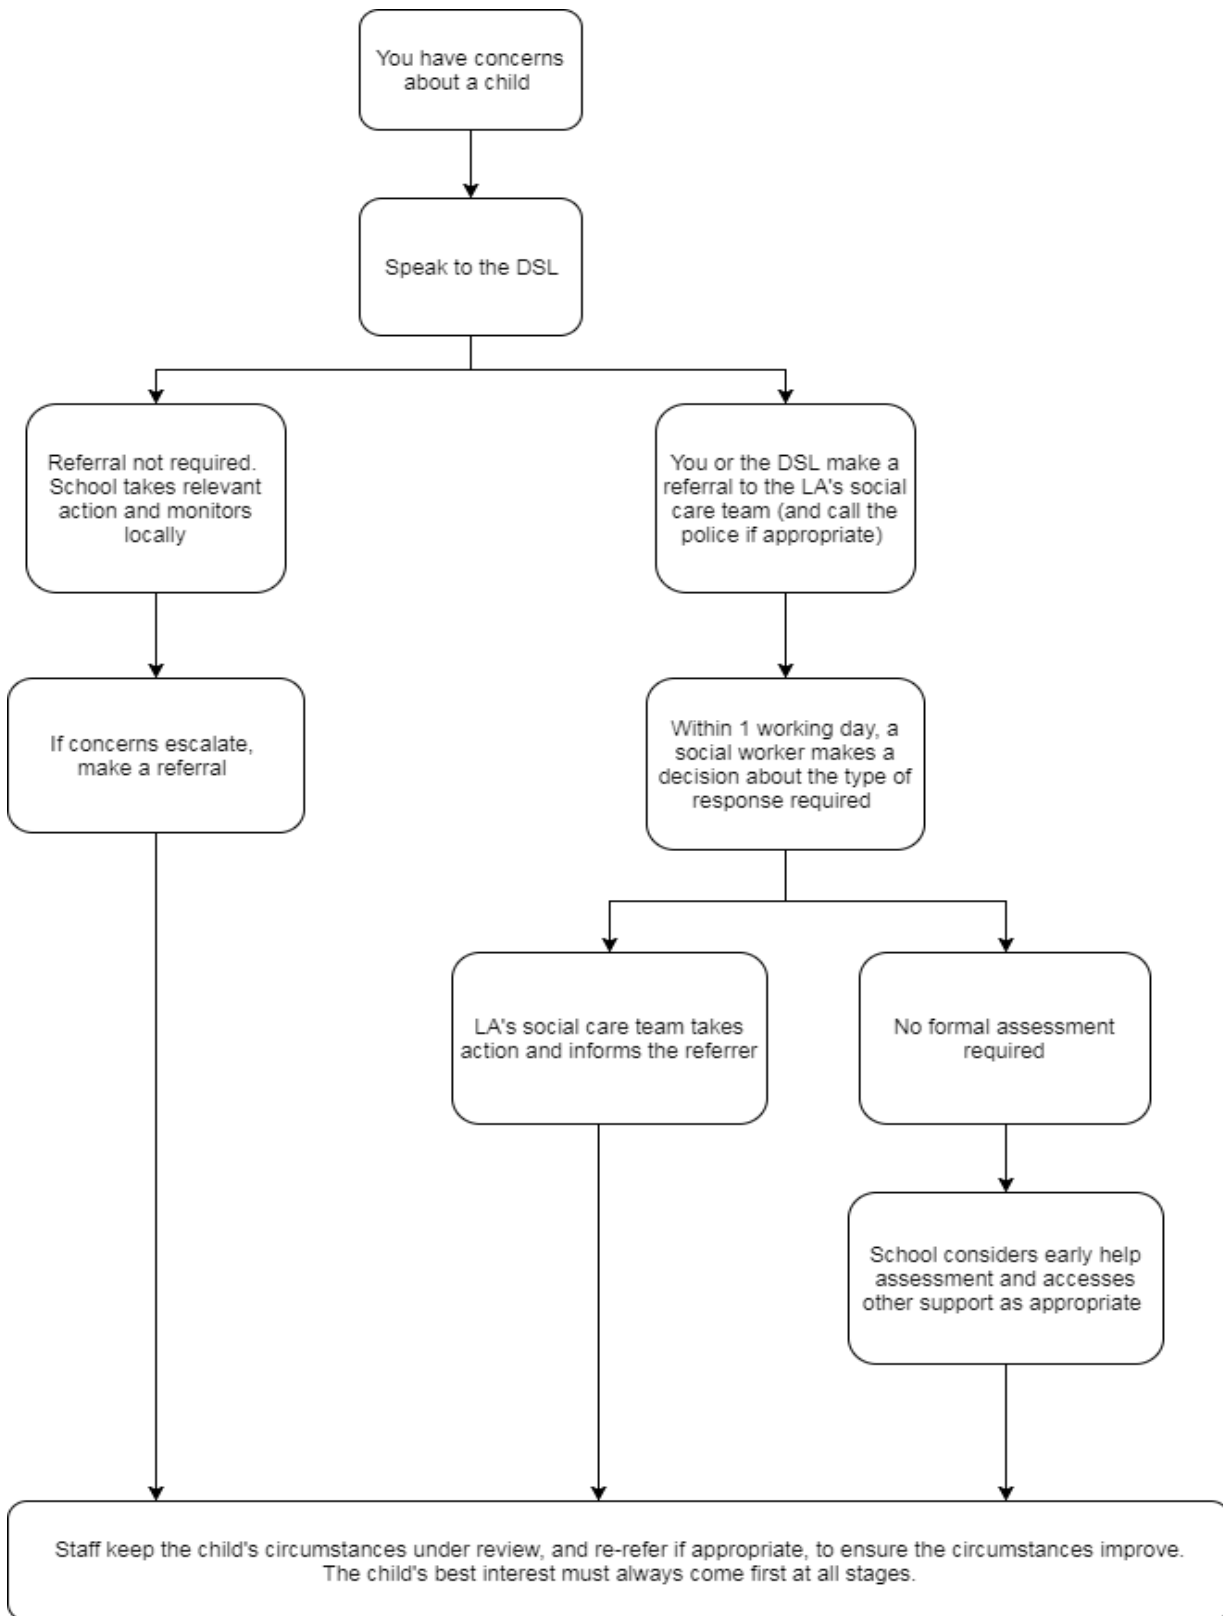 You have concerns
about a child
Speak to the DSL
Referral not required.
School takes relevant
action and monitors
locally
You or the DSL make a
referral to the LA's social
care team (and call the
police if appropriate)
If concerns escalate,
make a referral
Within 1 working day, a
social worker makes a
decision about the type of
response required
LA's social care team takes
action and informs the referrer
No formal assessment
required
School considers early help
assessment and accesses
other support as appropriate
Staff keep the child's circumstances under review, and re-refer if appropriate, to ensure the circumstances improve.
The child's best interest must always come first at all stages.